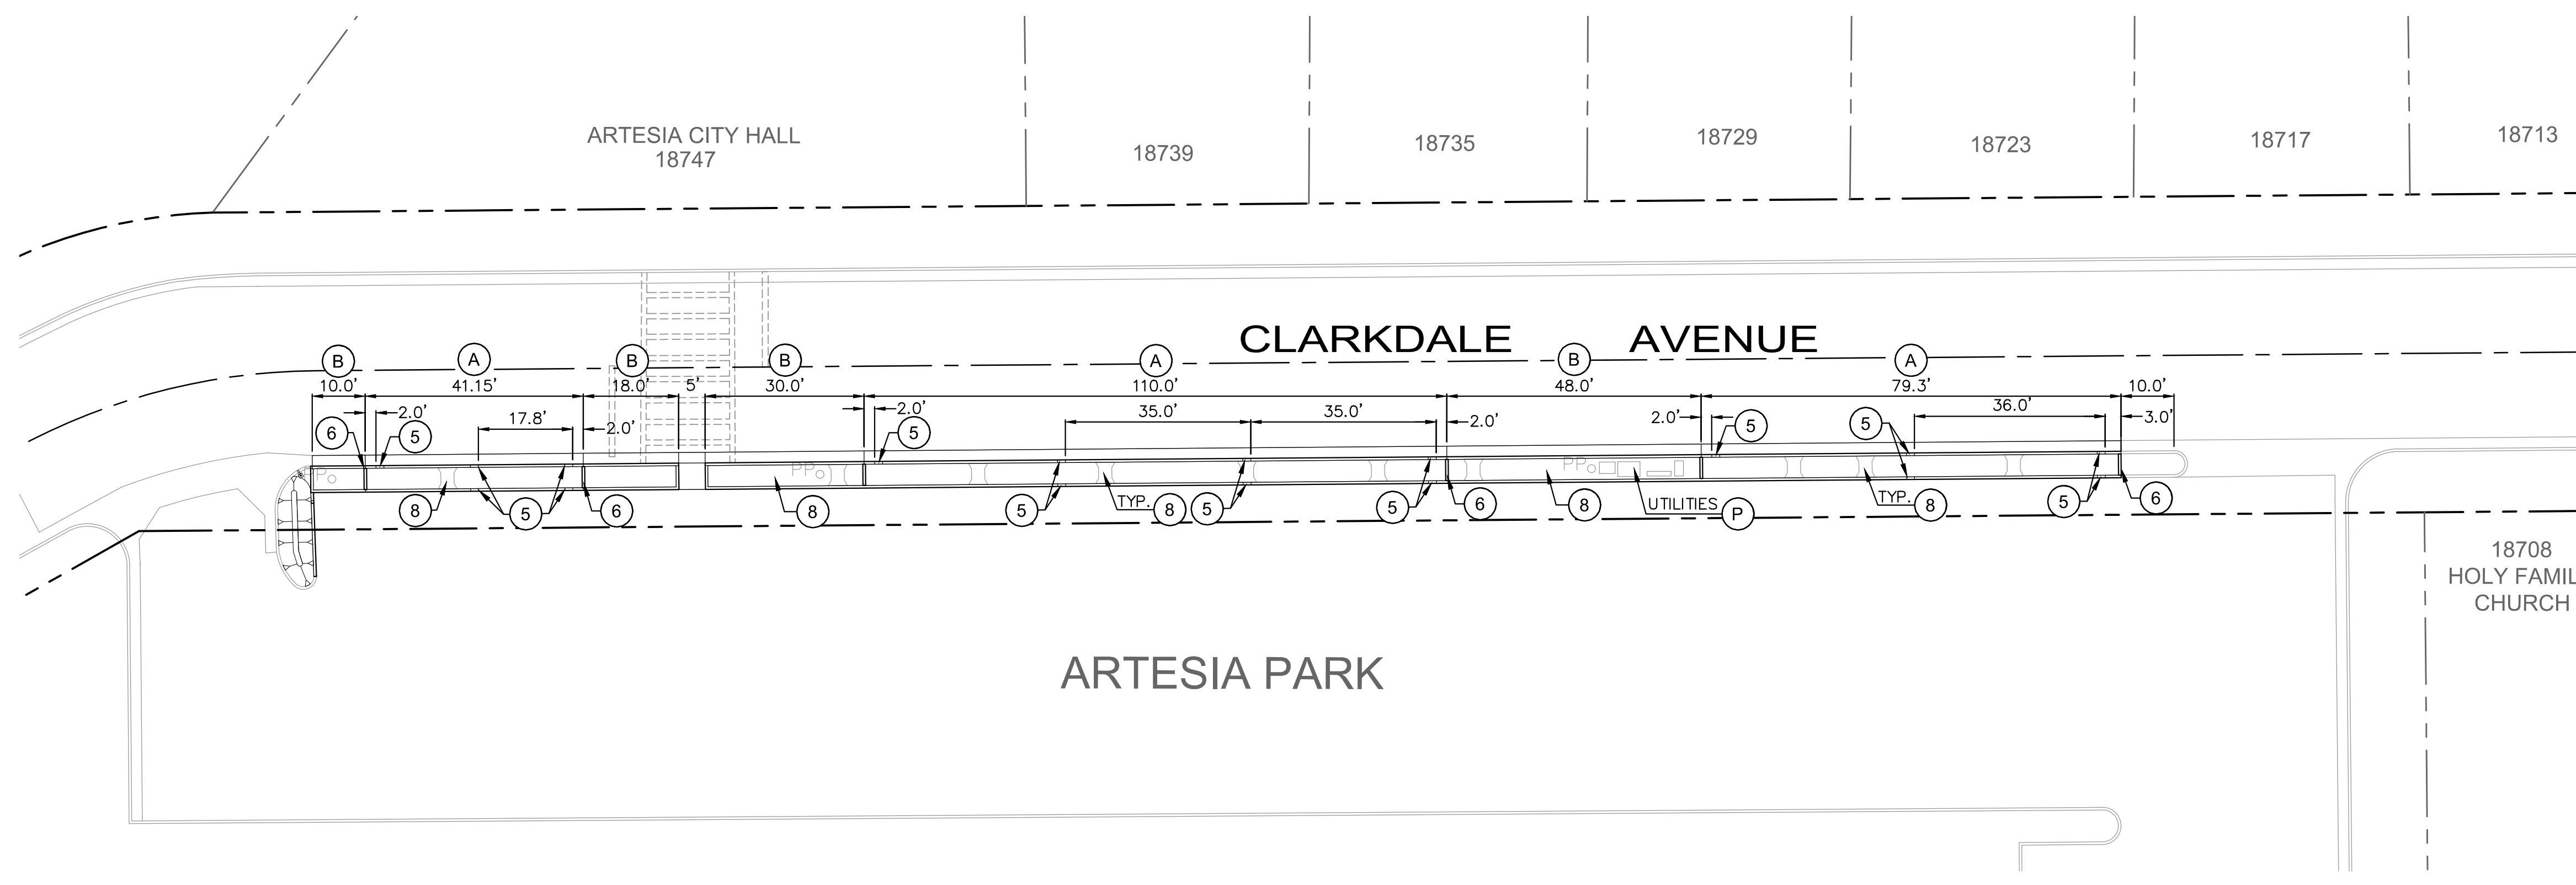 ARTESIA CITY HALL
18747
18739
18735
18729
18723
18717
18713
CLARKDALE AVENUE
B A B B A B A
10.0' 41.15' 18.0' 5' 30.0' 110.0' 48.0' 79.3' 10.0'
2.0' 17.8' 2.0' 2.0' 35.0' 35.0' 2.0' 2.0' 36.0' 3.0'
6 5 5 5 5
P PP PP
8 5 6 8 5 TYP. 8 5 5 6 8 UTILITIES P TYP. 8 5 6
18708
HOLY FAMIL
CHURCH
ARTESIA PARK